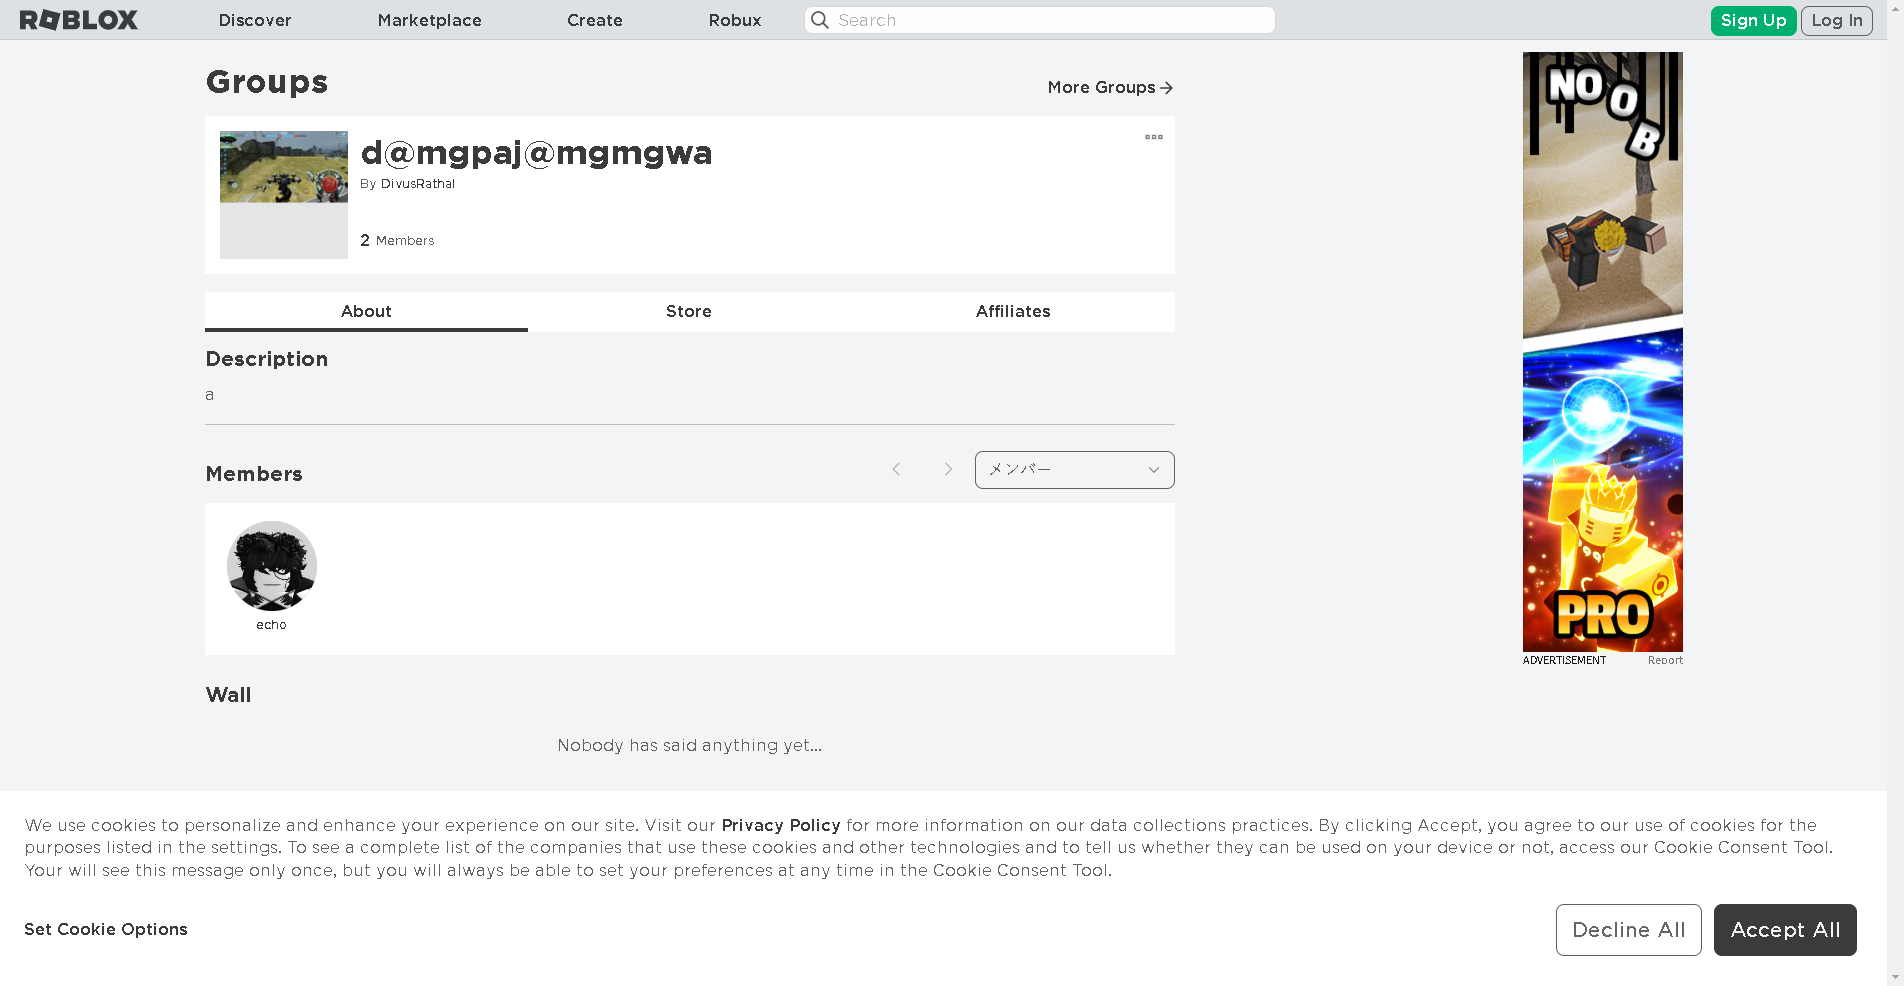 ROBLOX Discover Marketplace Create Robux Search Sign Up Log In
Groups
More Groups
d@mgpaj@mgmgwa
By DivusRathal
2 Members
About Store Affiliates
Description
a
Members
メンバー
echo
Wall
Nobody has said anything yet...
NOOB
PRO
ADVERTISEMENT Report
We use cookies to personalize and enhance your experience on our site. Visit our Privacy Policy for more information on our data collections practices. By clicking Accept, you agree to our use of cookies for the
purposes listed in the settings. To see a complete list of the companies that use these cookies and other technologies and to tell us whether they can be used on your device or not, access our Cookie Consent Tool.
Your will see this message only once, but you will always be able to set your preferences at any time in the Cookie Consent Tool.
Set Cookie Options
Decline All Accept All